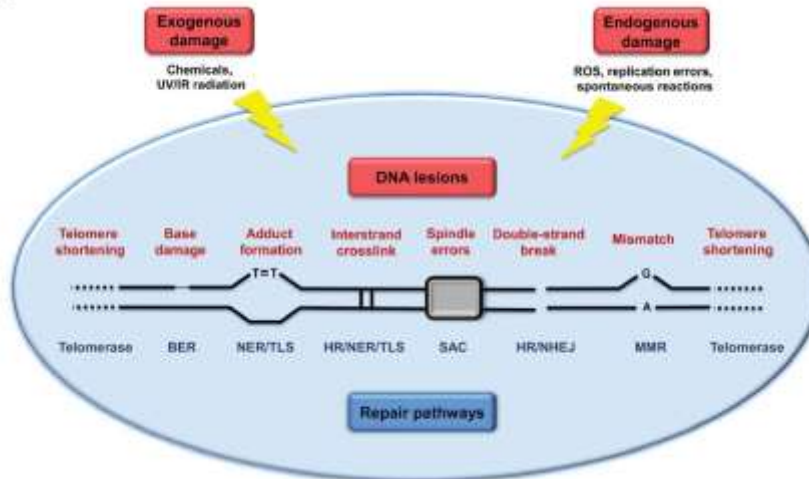 Exogenous
damage
Chemicals,
UV/IR radiation
Endogenous
damage
ROS, replication errors,
spontaneous reactions
DNA lesions
Telomere
shortening
Base
damage
Adduct
formation
Interstrand
crosslink
Spindle
errors
Double-strand
break
Mismatch
Telomere
shortening
T=T
G
A
Telomerase
BER
NER/TLS
HR/NER/TLS
SAC
HR/NHEJ
MMR
Telomerase
Repair pathways